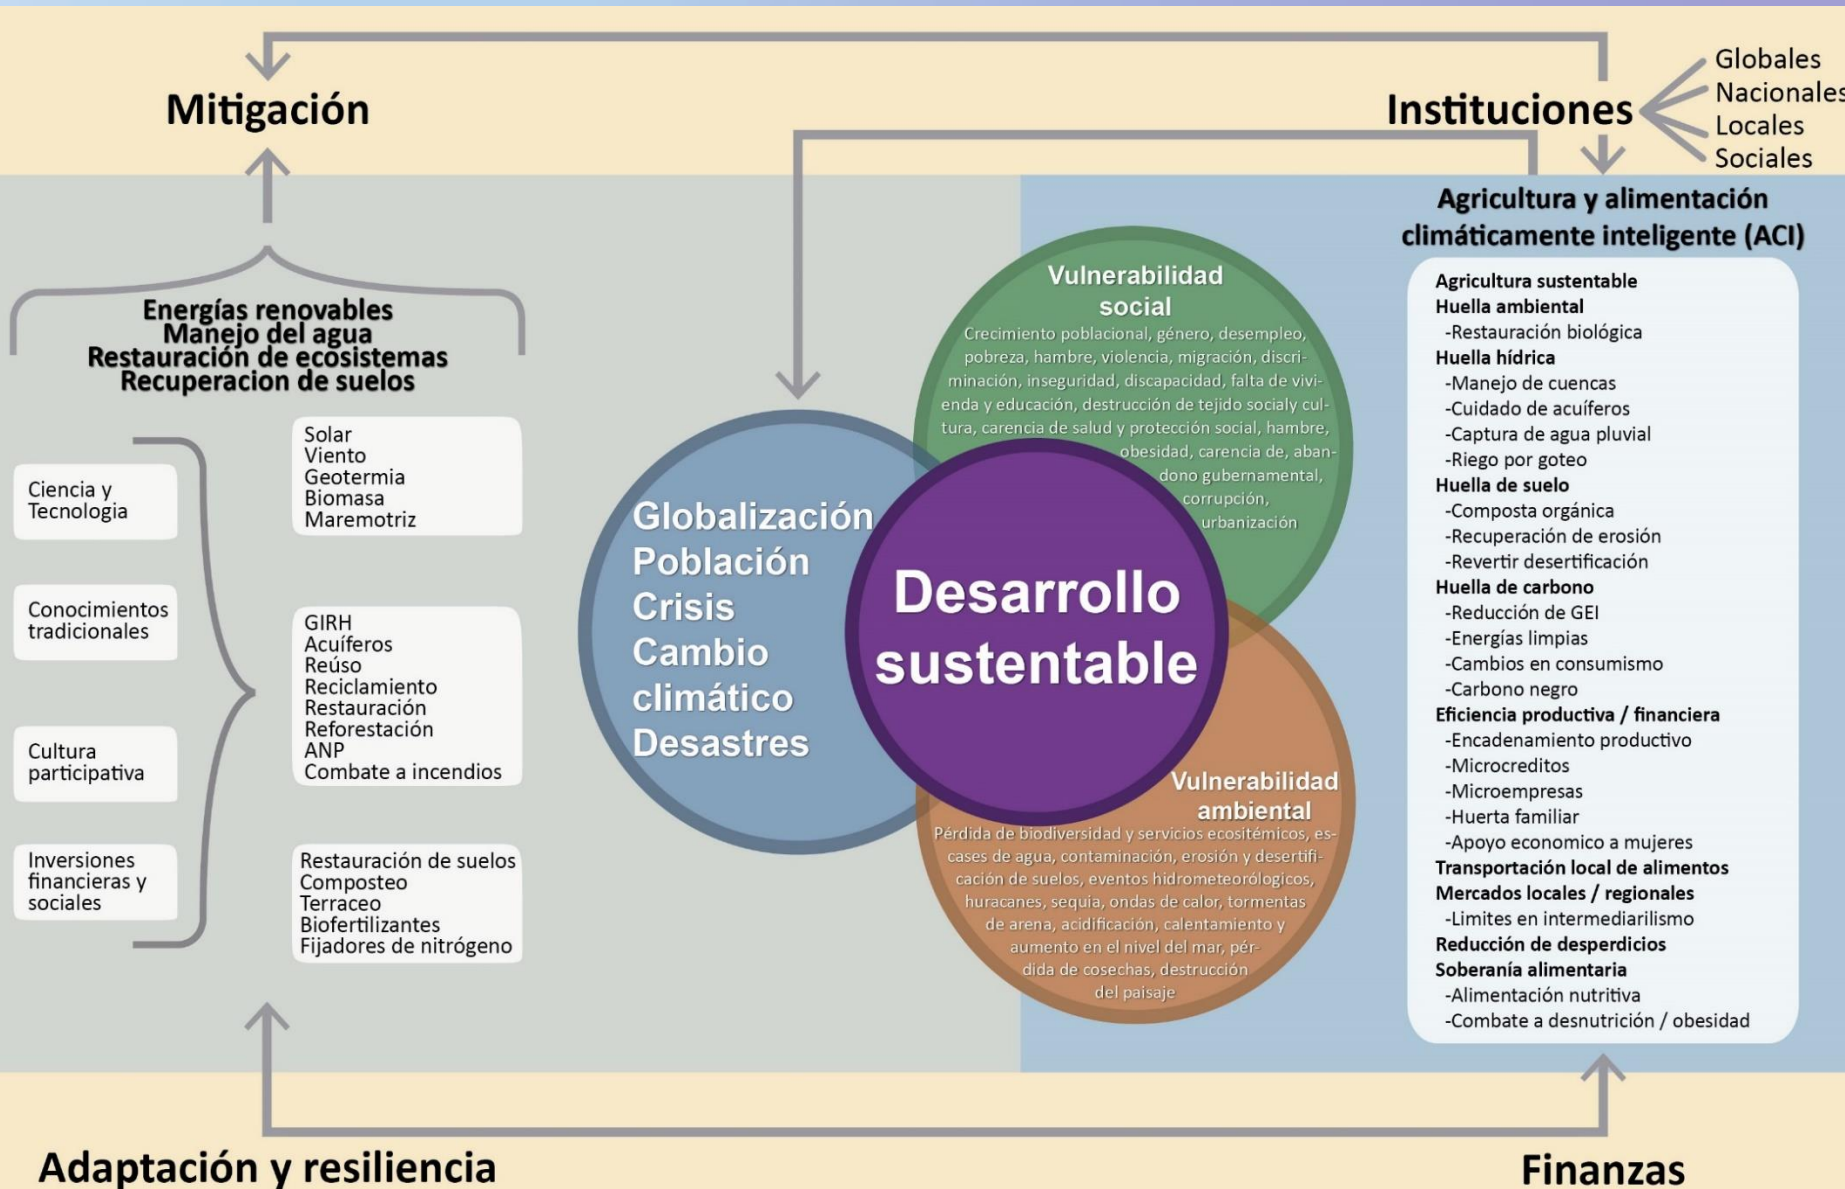 Mitigación
Instituciones
Globales
Nacionales
Locales
Sociales
Energías renovables
Manejo del agua
Restauración de ecosistemas
Recuperacion de suelos
Ciencia y
Tecnologia
Conocimientos
tradicionales
Cultura
participativa
Inversiones
financieras y
sociales
Solar
Viento
Geotermia
Biomasa
Maremotriz
GIRH
Acuíferos
Reúso
Reciclamiento
Restauración
Reforestación
ANP
Combate a incendios
Restauración de suelos
Composteo
Terraceo
Biofertilizantes
Fijadores de nitrógeno
Globalización
Población
Crisis
Cambio
climático
Desastres
Desarrollo
sustentable
Vulnerabilidad
social
Crecimiento poblacional, género, desempleo,
pobreza, hambre, violencia, migración, discri-
minación, inseguridad, discapacidad, falta de vivi-
enda y educación, destrucción de tejido socialy cul-
tura, carencia de salud y protección social, hambre,
obesidad, carencia de, aban-
dono gubernamental,
corrupción,
urbanización
Vulnerabilidad
ambiental
Pérdida de biodiversidad y servicios ecositémicos, es-
cases de agua, contaminación, erosión y desertifi-
cación de suelos, eventos hidrometeorólogicos,
huracanes, sequia, ondas de calor, tormentas
de arena, acidificación, calentamiento y
aumento en el nivel del mar, pér-
dida de cosechas, destrucción
del paisaje
Agricultura y alimentación
climáticamente inteligente (ACI)
Agricultura sustentable
Huella ambiental
-Restauración biológica
Huella hídrica
-Manejo de cuencas
-Cuidado de acuíferos
-Captura de agua pluvial
-Riego por goteo
Huella de suelo
-Composta orgánica
-Recuperación de erosión
-Revertir desertificación
Huella de carbono
-Reducción de GEI
-Energías limpias
-Cambios en consumismo
-Carbono negro
Eficiencia productiva / financiera
-Encadenamiento productivo
-Microcreditos
-Microempresas
-Huerta familiar
-Apoyo economico a mujeres
Transportación local de alimentos
Mercados locales / regionales
-Limites en intermediarilismo
Reducción de desperdicios
Soberanía alimentaria
-Alimentación nutritiva
-Combate a desnutrición / obesidad
Adaptación y resiliencia
Finanzas